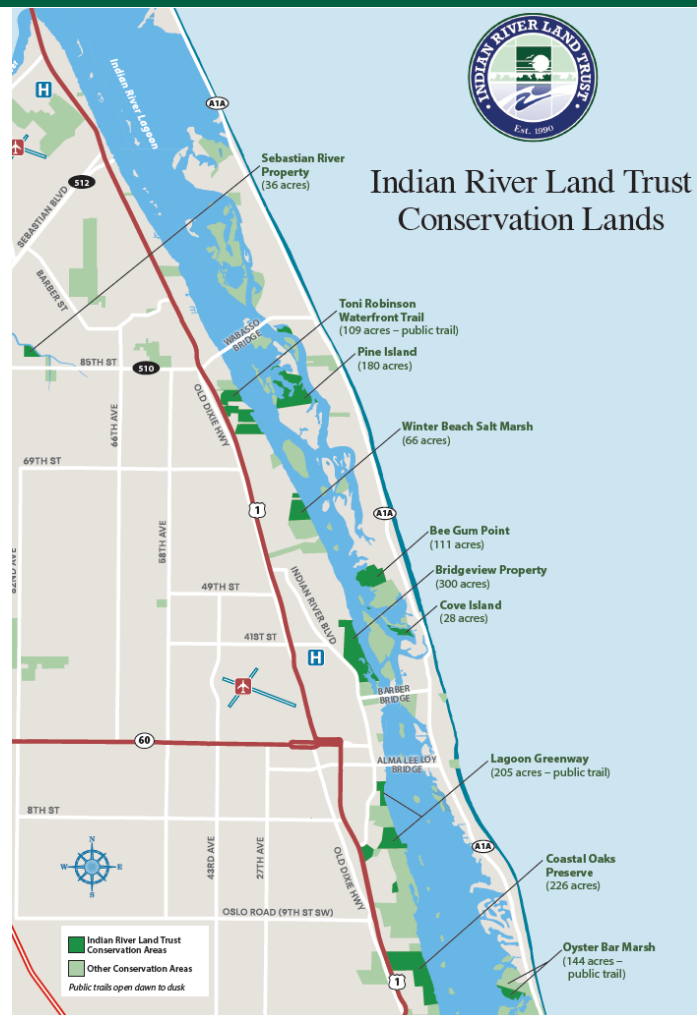 INDIAN RIVER LAND TRUST
Est. 1990
Indian River Land Trust
Conservation Lands
Indian River Lagoon
H
A1A
Sebastian River
Property
(36 acres)
512
SEBASTIAN BLVD
BARBER ST
Toni Robinson
Waterfront Trail
(109 acres – public trail)
WABASSO
BRIDGE
Pine Island
(180 acres)
85TH ST
510
66TH AVE
OLD DIXIE HWY
Winter Beach Salt Marsh
(66 acres)
69TH ST
1
A1A
58TH AVE
82ND AVE
Bee Gum Point
(111 acres)
Bridgeview Property
(300 acres)
INDIAN RIVER BLVD
49TH ST
Cove Island
(28 acres)
41ST ST
H
BARBER
BRIDGE
60
ALMA LEE LOY
BRIDGE
Lagoon Greenway
(205 acres – public trail)
8TH ST
43RD AVE
27TH AVE
OLD DIXIE HWY
A1A
N
W
E
S
Coastal Oaks
Preserve
(226 acres)
OSLO ROAD (9TH ST SW)
Indian River Land Trust
Conservation Areas
Other Conservation Areas
Public trails open dawn to dusk
1
Oyster Bar Marsh
(144 acres –
public trail)